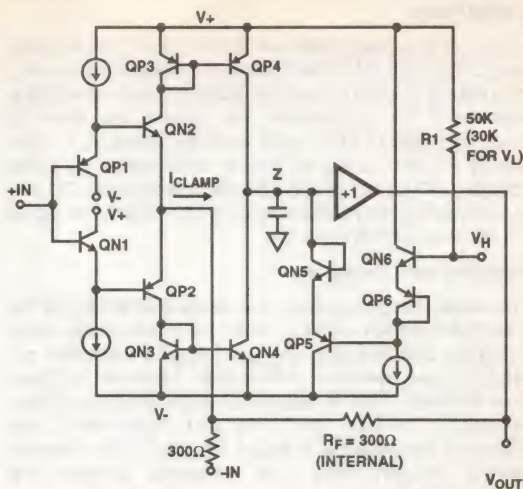 V+
QP3
QP4
QN2
50K
(30K
FOR VL)
R1
QP1
ICLAMP
Z
+1
+IN
V-
V+
QN1
QN5
QN6
VH
QP2
QP6
QP5
QN3
QN4
V-
300Ω
-IN
RF = 300Ω
(INTERNAL)
VOUT